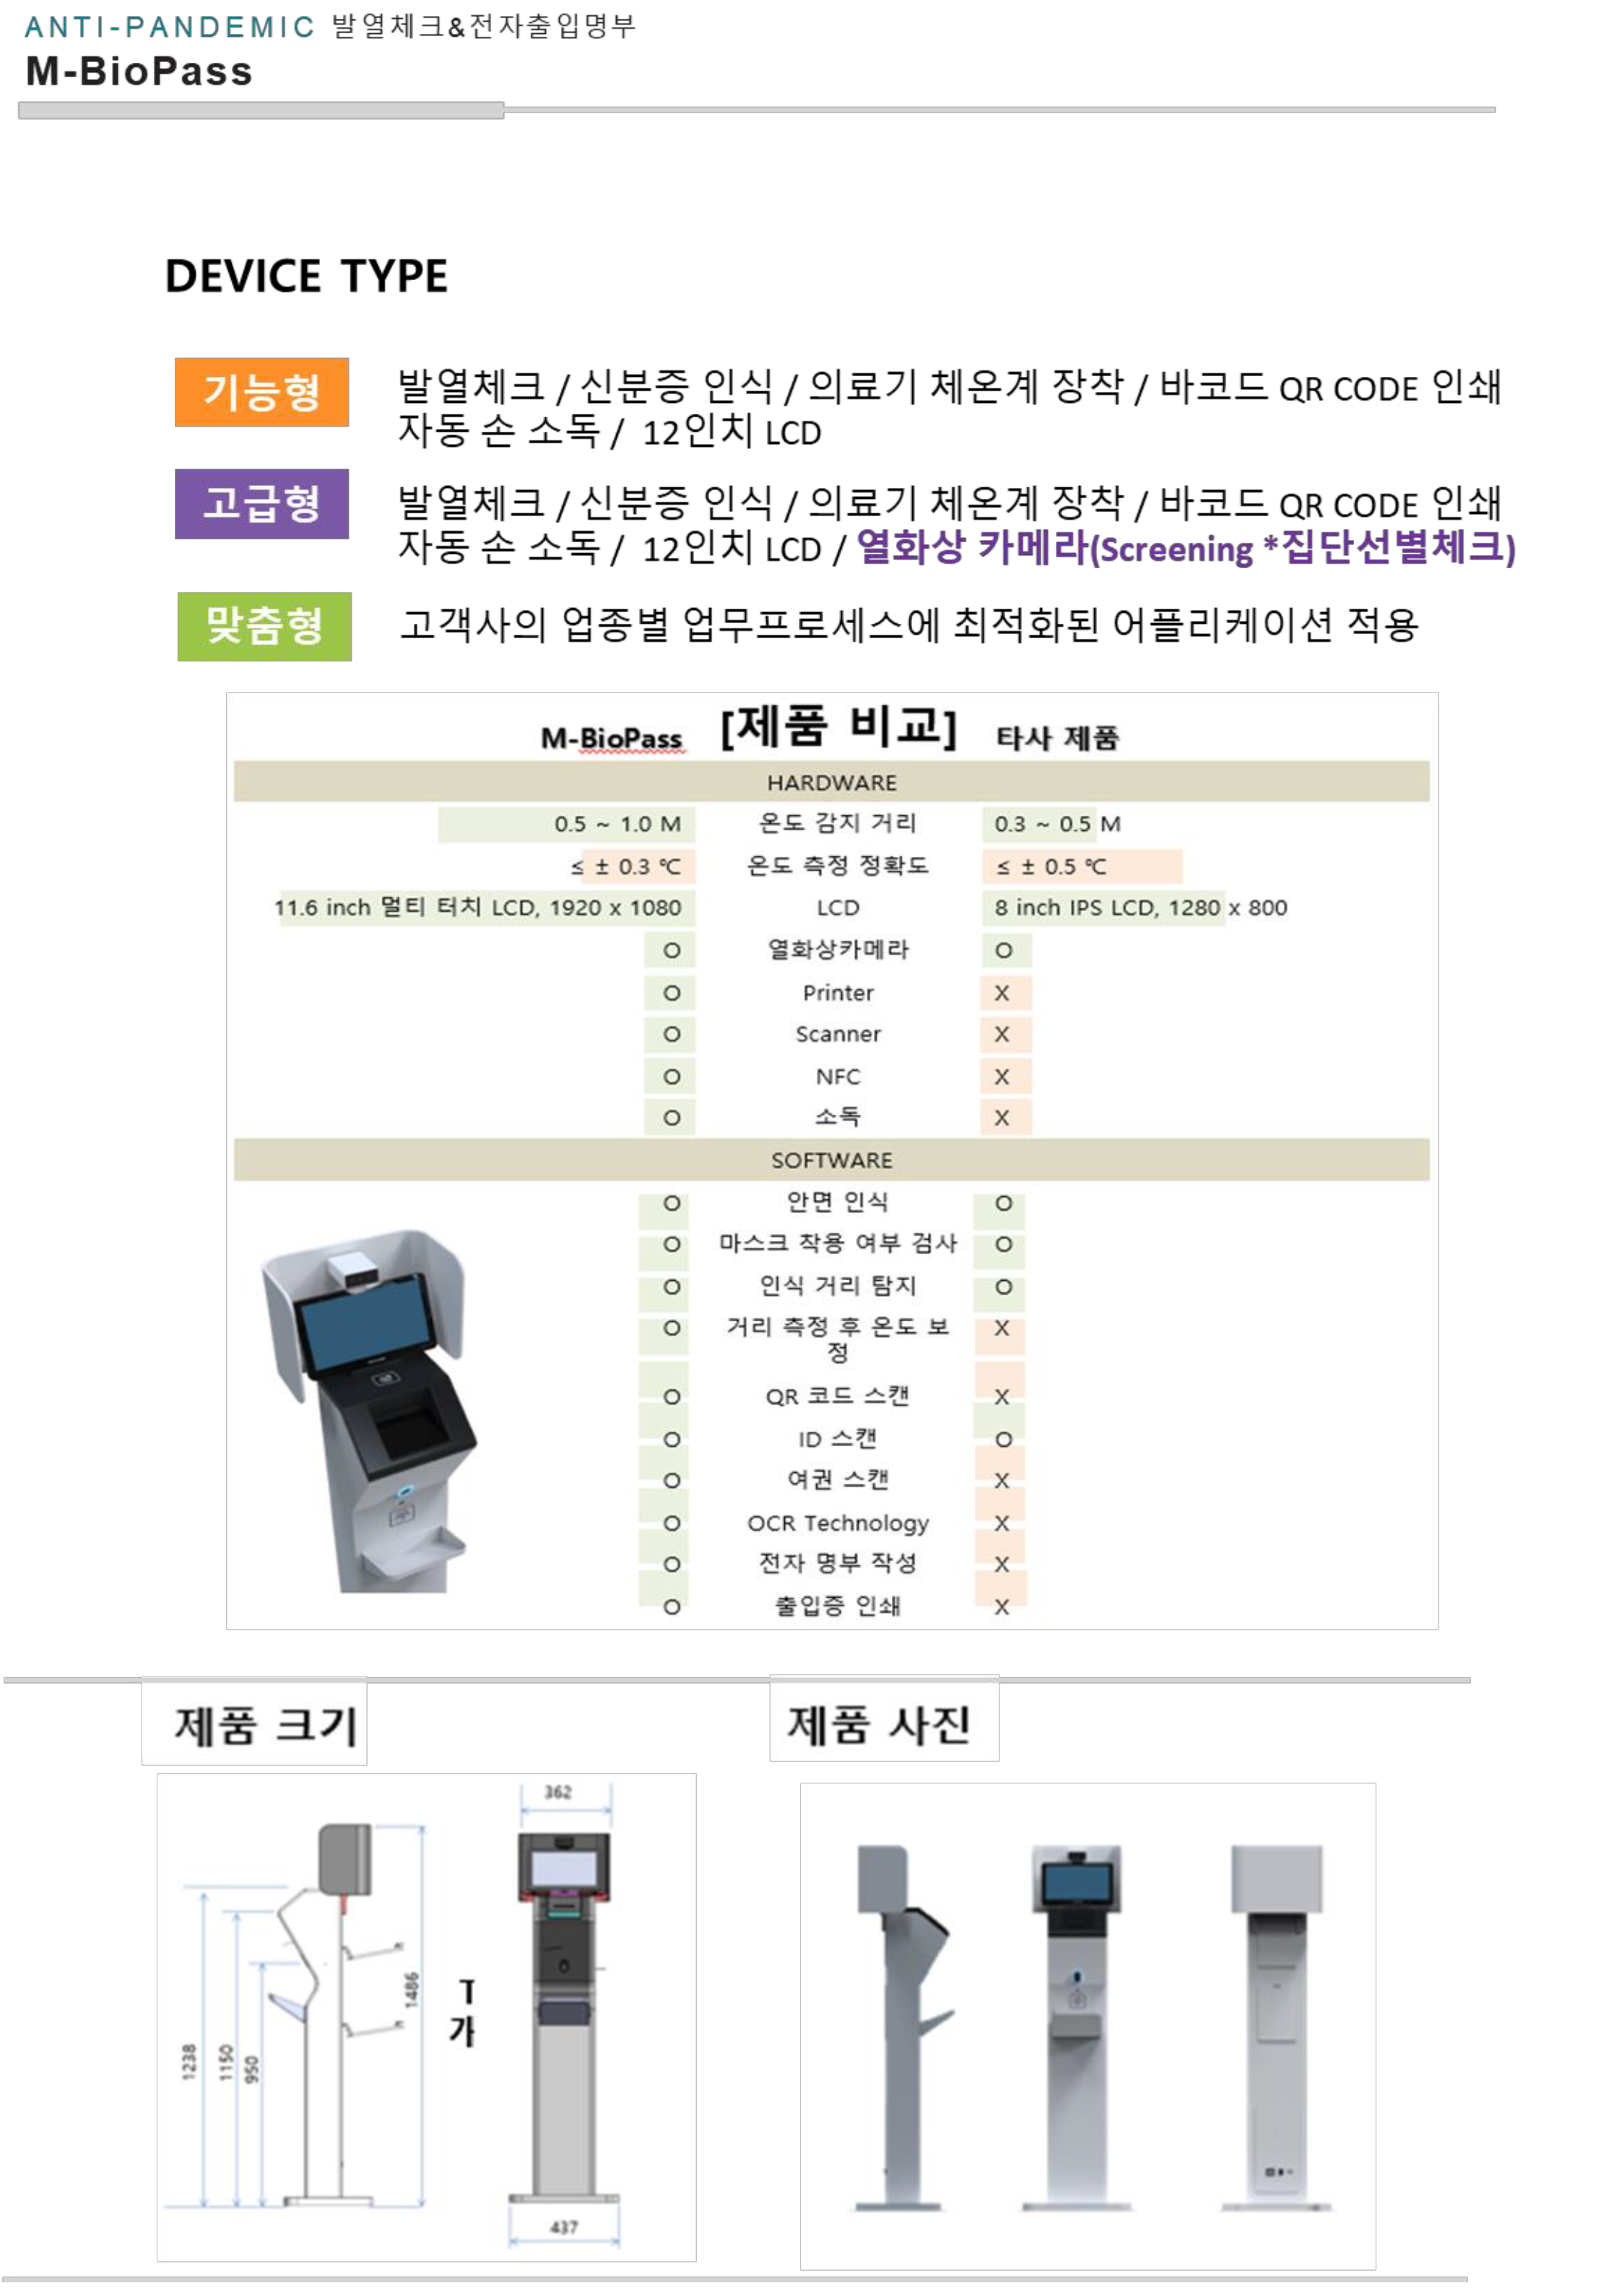 ANTI-PANDEMIC 발열체크&전자출입명부
M-BioPass
DEVICE TYPE
기능형
발열체크 / 신분증 인식 / 의료기 체온계 장착 / 바코드 QR CODE 인쇄
자동 손 소독 / 12인치 LCD
고급형
발열체크 / 신분증 인식 / 의료기 체온계 장착 / 바코드 QR CODE 인쇄
자동 손 소독 / 12인치 LCD / 열화상 카메라(Screening *집단선별체크)
맞춤형
고객사의 업종별 업무프로세스에 최적화된 어플리케이션 적용
M-BioPass [제품 비교] 타사 제품
HARDWARE
0.5 ~ 1.0 M 온도 감지 거리 0.3 ~ 0.5 M
≤ ± 0.3 ℃ 온도 측정 정확도 ≤ ± 0.5 ℃
11.6 inch 멀티 터치 LCD, 1920 x 1080 LCD 8 inch IPS LCD, 1280 x 800
O 열화상카메라 O
O Printer X
O Scanner X
O NFC X
O 소독 X
SOFTWARE
O 안면 인식 O
O 마스크 착용 여부 검사 O
O 인식 거리 탐지 O
O 거리 측정 후 온도 보 X
정
O QR 코드 스캔 X
O ID 스캔 O
O 여권 스캔 X
O OCR Technology X
O 전자 명부 작성 X
O 출입증 인쇄 X
제품 크기
제품 사진
362
1238
1150
950
1486
T
가
437